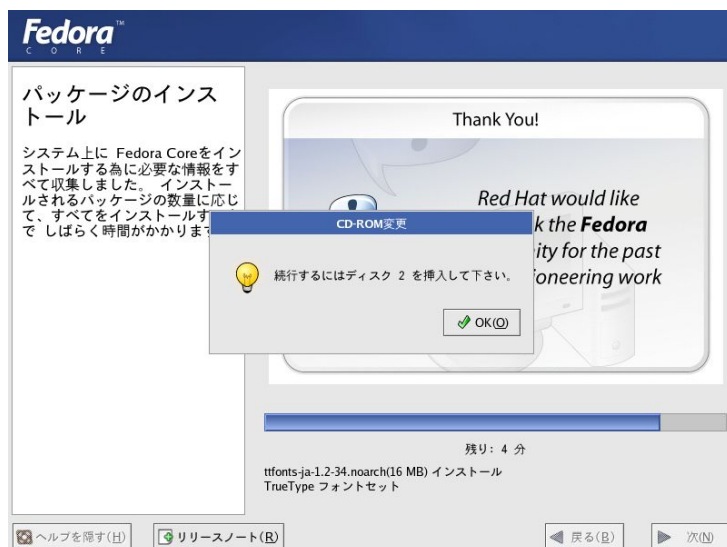 Fedora™
CORE
パッケージのインス
トール
システム上に Fedora Coreをイン
ストールする為に必要な情報をす
べて収集しました。 インストー
ルされるパッケージの数量に応じ
て、すべてをインストールす
で しばらく時間がかかりま
Thank You!
Red Hat would like
k the Fedora
ity for the past
ioneering work
CD-ROM変更
続行するにはディスク 2 を挿入して下さい。
OK(O)
残り: 4 分
ttfonts-ja-1.2-34.noarch(16 MB) インストール
TrueType フォントセット
ヘルプを隠す(H)
リリースノート(R)
戻る(B)
次(N)